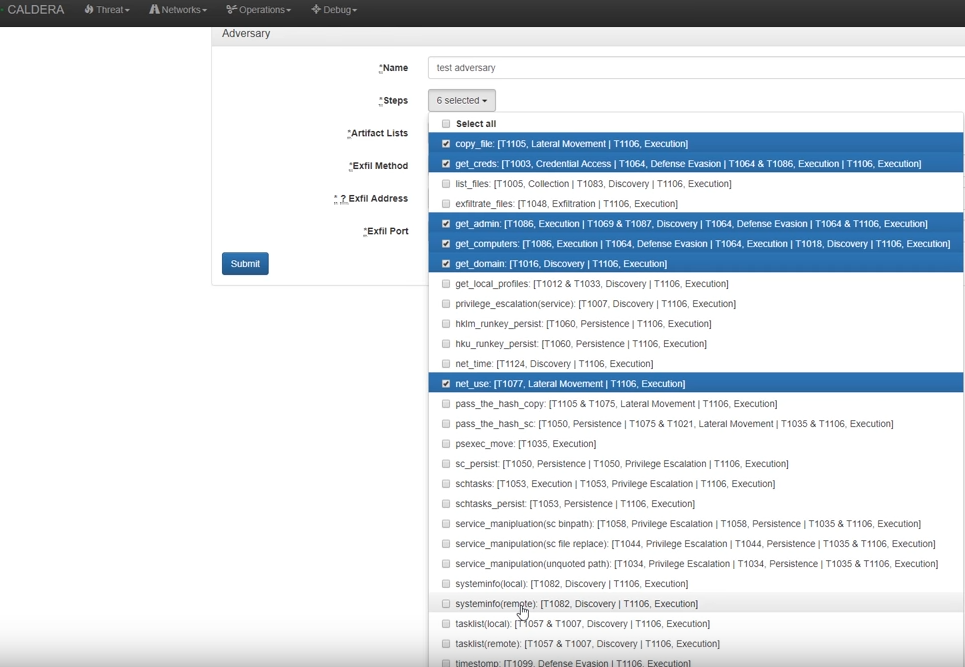 CALDERA Threat Networks Operations Debug
Adversary
*Name test adversary
*Steps 6 selected
*Artifact Lists
*Exfil Method
* ? Exfil Address
*Exfil Port
Submit
Select all
copy_file: [T1105, Lateral Movement | T1106, Execution]
get_creds: [T1003, Credential Access | T1064, Defense Evasion | T1064 & T1086, Execution | T1106, Execution]
list_files: [T1005, Collection | T1083, Discovery | T1106, Execution]
exfiltrate_files: [T1048, Exfiltration | T1106, Execution]
get_admin: [T1086, Execution | T1069 & T1087, Discovery | T1064, Defense Evasion | T1064 & T1106, Execution]
get_computers: [T1086, Execution | T1064, Defense Evasion | T1064, Execution | T1018, Discovery | T1106, Execution]
get_domain: [T1016, Discovery | T1106, Execution]
get_local_profiles: [T1012 & T1033, Discovery | T1106, Execution]
privilege_escalation(service): [T1007, Discovery | T1106, Execution]
hklm_runkey_persist: [T1060, Persistence | T1106, Execution]
hku_runkey_persist: [T1060, Persistence | T1106, Execution]
net_time: [T1124, Discovery | T1106, Execution]
net_use: [T1077, Lateral Movement | T1106, Execution]
pass_the_hash_copy: [T1105 & T1075, Lateral Movement | T1106, Execution]
pass_the_hash_sc: [T1050, Persistence | T1075 & T1021, Lateral Movement | T1035 & T1106, Execution]
psexec_move: [T1035, Execution]
sc_persist: [T1050, Persistence | T1050, Privilege Escalation | T1106, Execution]
schtasks: [T1053, Execution | T1053, Privilege Escalation | T1106, Execution]
schtasks_persist: [T1053, Persistence | T1106, Execution]
service_manipluation(sc binpath): [T1058, Privilege Escalation | T1058, Persistence | T1035 & T1106, Execution]
service_manipulation(sc file replace): [T1044, Privilege Escalation | T1044, Persistence | T1035 & T1106, Execution]
service_manipulation(unquoted path): [T1034, Privilege Escalation | T1034, Persistence | T1035 & T1106, Execution]
systeminfo(local): [T1082, Discovery | T1106, Execution]
systeminfo(remote): [T1082, Discovery | T1106, Execution]
tasklist(local): [T1057 & T1007, Discovery | T1106, Execution]
tasklist(remote): [T1057 & T1007, Discovery | T1106, Execution]
timestomp: [T1099, Defense Evasion | T1106, Execution]